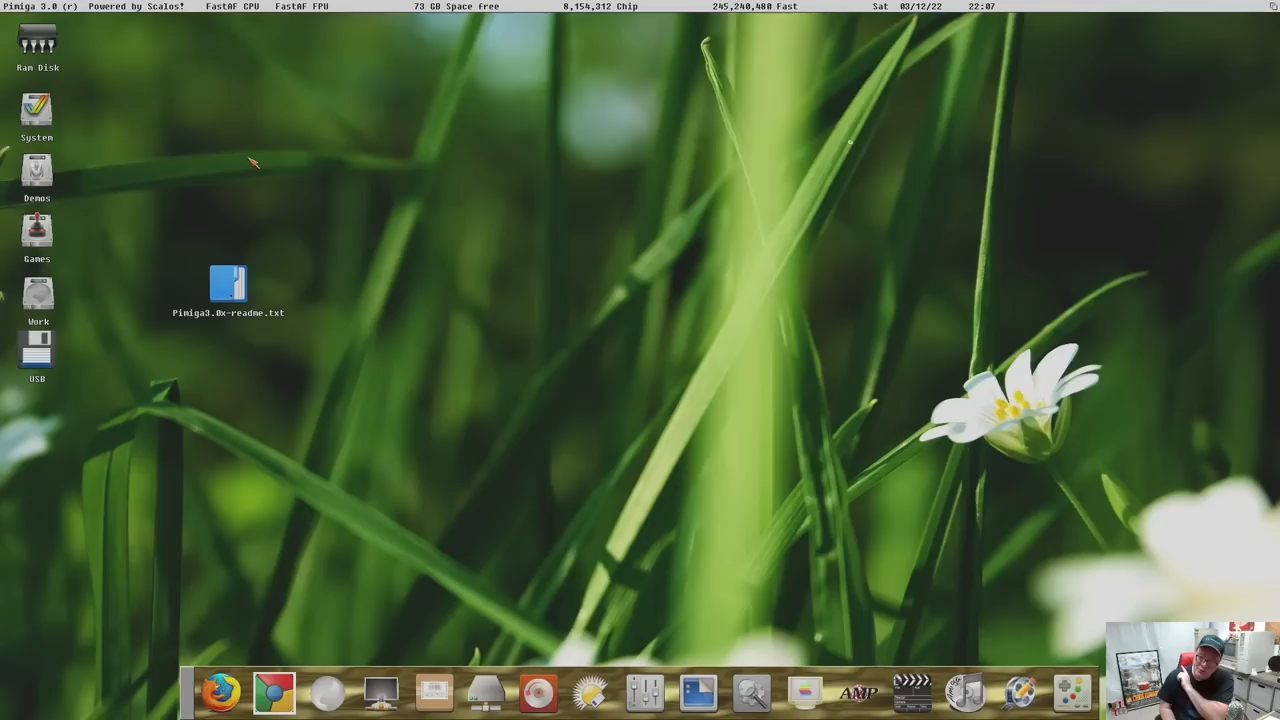 Pimiga 3.0 (r) Powered by Scalos! FastAF CPU FastAF FPU 73 GB Space free 8,154,312 Chip 245,240,480 Fast Sat 03/12/22 22:07
Ram Disk
System
Demos
Games
Pimiga3.0x-readme.txt
Work
USB
AMP